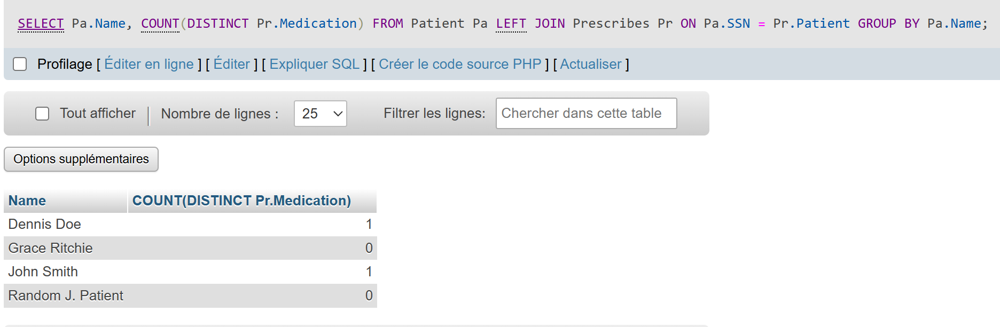 SELECT Pa.Name, COUNT(DISTINCT Pr.Medication) FROM Patient Pa LEFT JOIN Prescribes Pr ON Pa.SSN = Pr.Patient GROUP BY Pa.Name;
Profilage [ Éditer en ligne ] [ Éditer ] [ Expliquer SQL ] [ Créer le code source PHP ] [ Actualiser ]
Tout afficher | Nombre de lignes : 25 Filtrer les lignes: Chercher dans cette table
Options supplémentaires
Name COUNT(DISTINCT Pr.Medication)
Dennis Doe 1
Grace Ritchie 0
John Smith 1
Random J. Patient 0